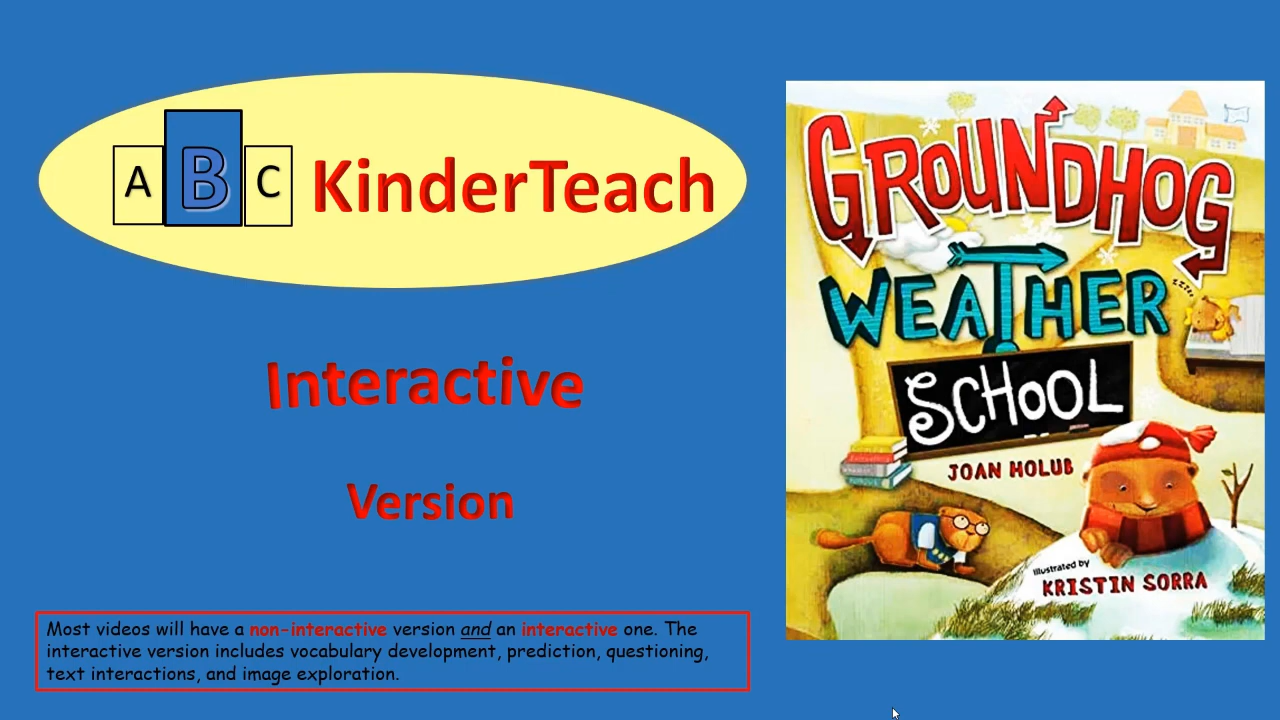 A B C KinderTeach
Interactive
Version
Most videos will have a non-interactive version and an interactive one. The
interactive version includes vocabulary development, prediction, questioning,
text interactions, and image exploration.
GROUNDHOG
WEATHER
SCHOOL
JOAN HOLUB
Illustrated by
KRISTIN SORRA
zzzzz